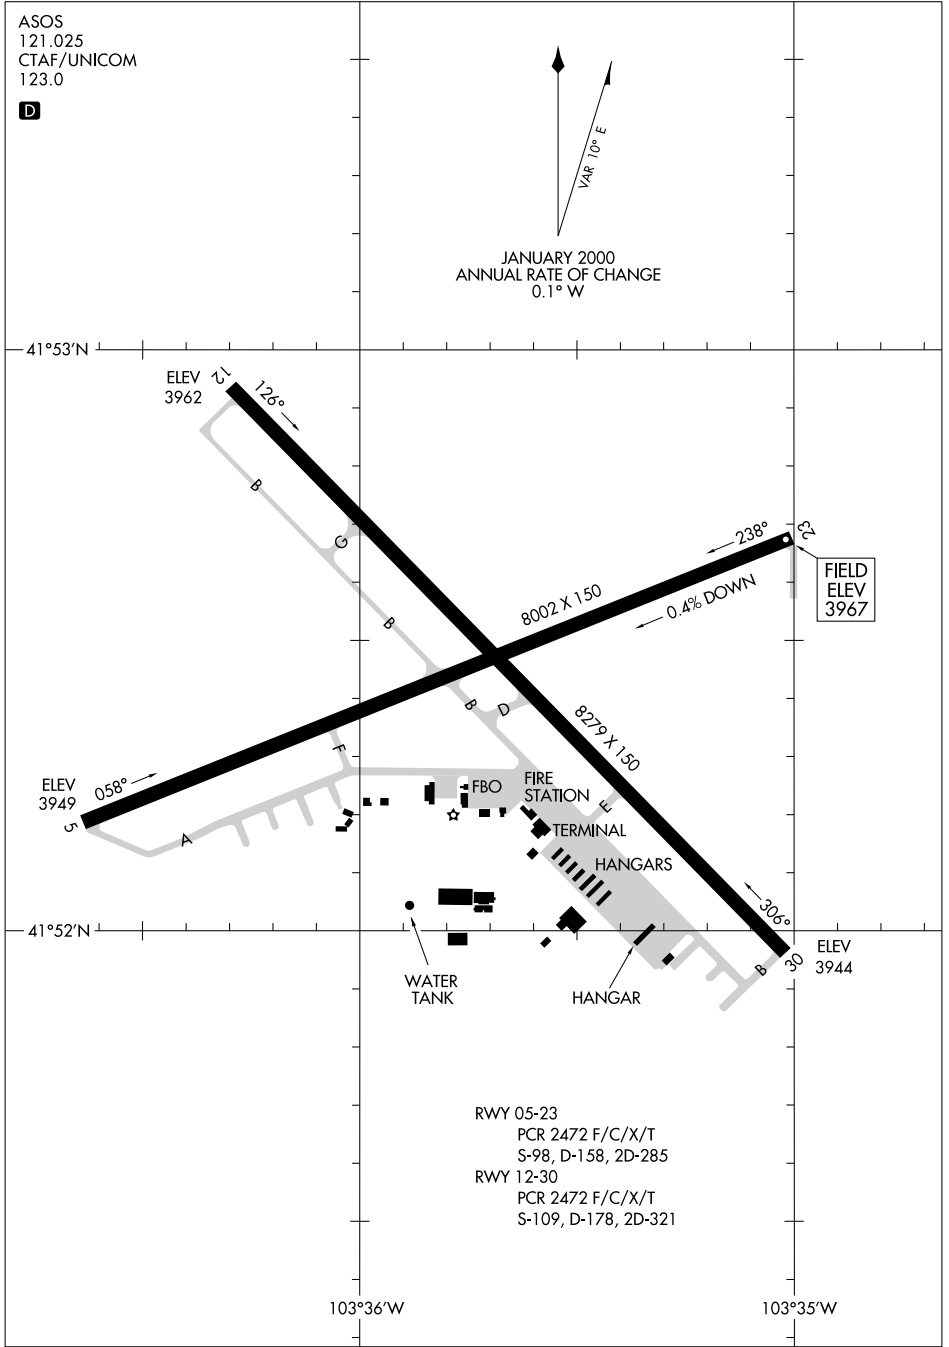 ASOS
121.025
CTAF/UNICOM
123.0
D
VAR 10° E
JANUARY 2000
ANNUAL RATE OF CHANGE
0.1° W
41°53'N
ELEV
3962
12
126°
B
G
B
238°
23
FIELD
ELEV
3967
8002 X 150
0.4% DOWN
B
D
8279 X 150
F
ELEV
3949
5
058°
A
FBO
FIRE
STATION
E
TERMINAL
HANGARS
306°
41°52'N
30
ELEV
3944
B
WATER
TANK
HANGAR
RWY 05-23
PCR 2472 F/C/X/T
S-98, D-158, 2D-285
RWY 12-30
PCR 2472 F/C/X/T
S-109, D-178, 2D-321
103°36'W
103°35'W